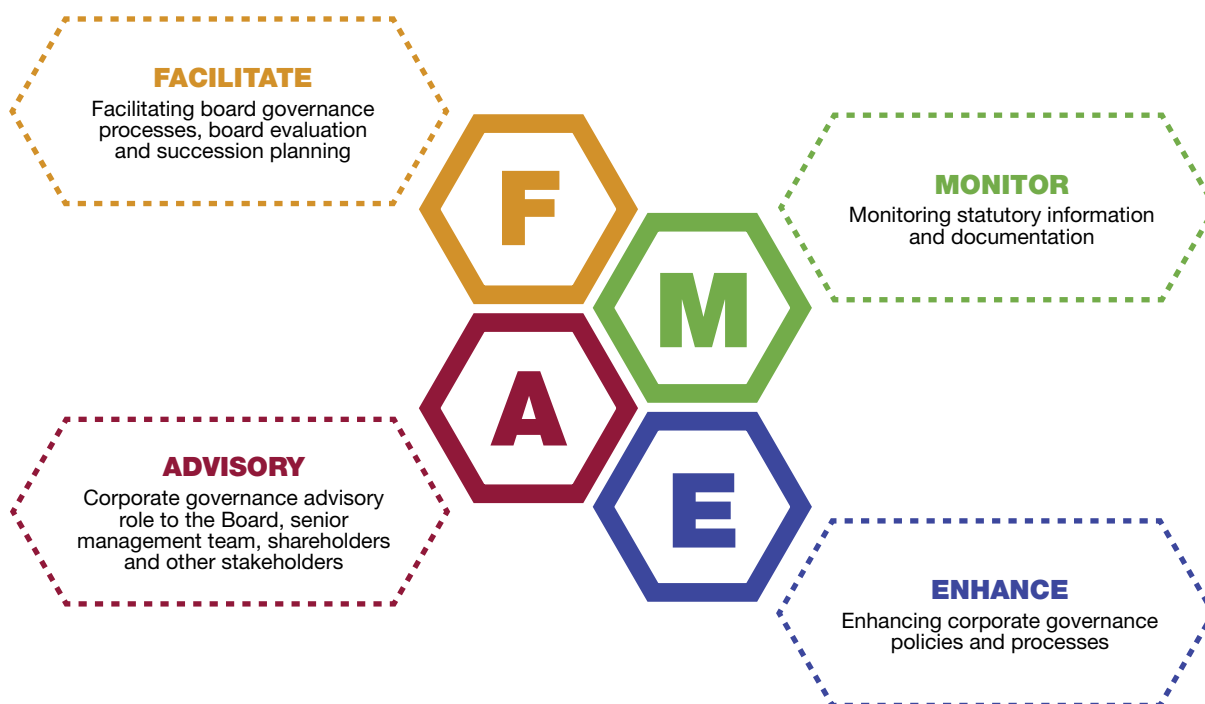 FACILITATE
Facilitating board governance
processes, board evaluation
and succession planning
F
MONITOR
Monitoring statutory information
and documentation
M
A
ADVISORY
Corporate governance advisory
role to the Board, senior
management team, shareholders
and other stakeholders
E
ENHANCE
Enhancing corporate governance
policies and processes